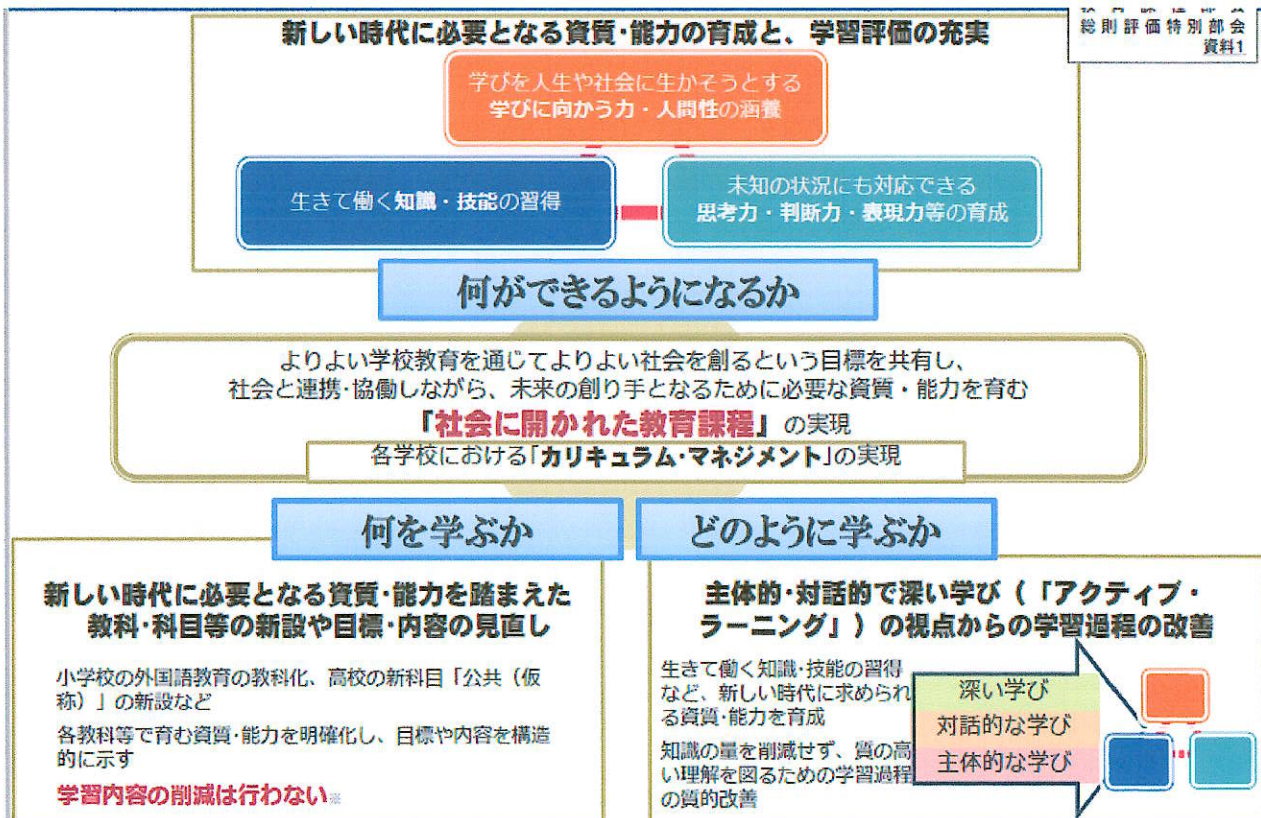 総則評価特別部会
資料1
新しい時代に必要となる資質･能力の育成と、学習評価の充実
学びを人生や社会に生かそうとする
学びに向かう力・人間性の涵養
生きて働く知識・技能の習得
未知の状況にも対応できる
思考力・判断力・表現力等の育成
何ができるようになるか
よりよい学校教育を通じてよりよい社会を創るという目標を共有し、
社会と連携･協働しながら、未来の創り手となるために必要な資質・能力を育む
『社会に開かれた教育課程』の実現
各学校における｢カリキュラム･マネジメント｣の実現
何を学ぶか
新しい時代に必要となる資質･能力を踏まえた
教科･科目等の新設や目標･内容の見直し
小学校の外国語教育の教科化、高校の新科目「公共（仮
称）」の新設など
各教科等で育む資質･能力を明確化し、目標や内容を構造
的に示す
学習内容の削減は行わない※
どのように学ぶか
主体的･対話的で深い学び（「アクティブ・
ラーニング」）の視点からの学習過程の改善
生きて働く知識･技能の習得
など、新しい時代に求められ
る資質･能力を育成
知識の量を削減せず、質の高
い理解を図るための学習過程
の質的改善
深い学び
対話的な学び
主体的な学び